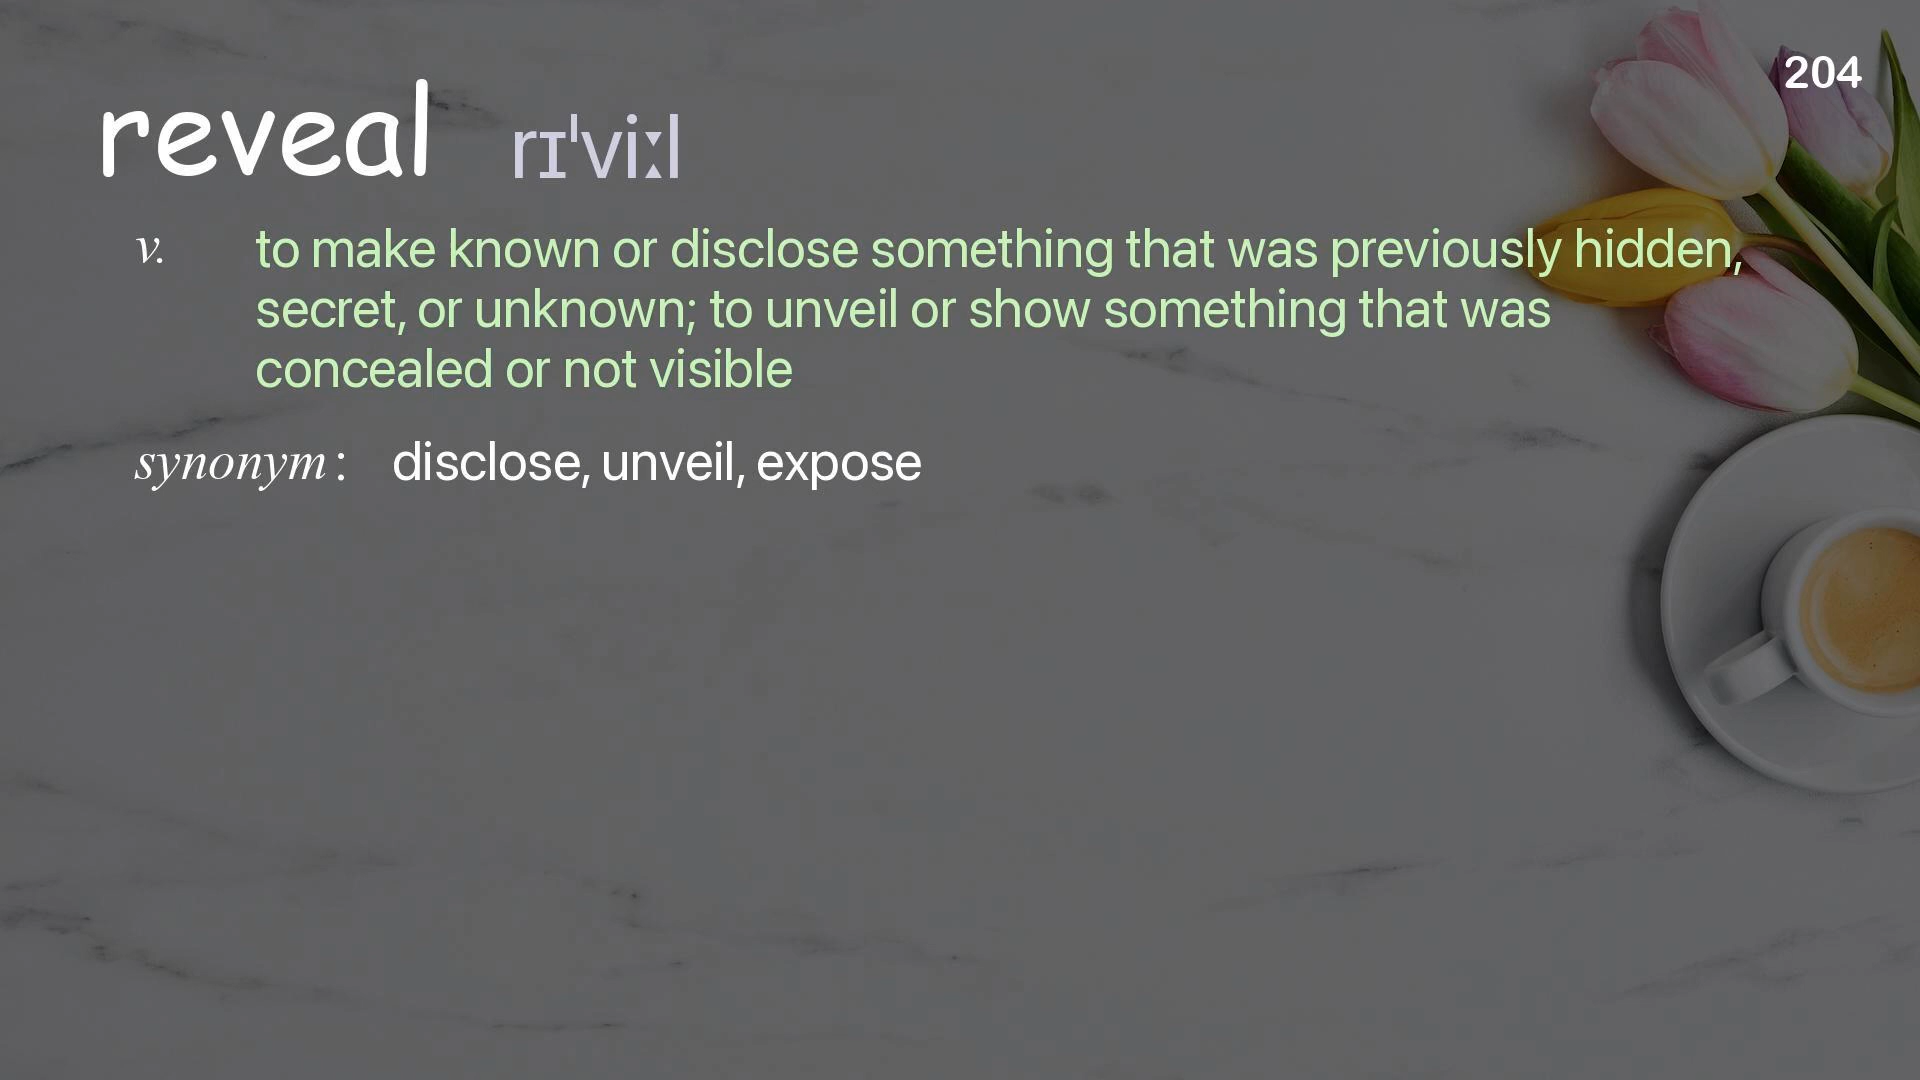 204
reveal rɪˈviːl
v. to make known or disclose something that was previously hidden,
secret, or unknown; to unveil or show something that was
concealed or not visible
synonym : disclose, unveil, expose